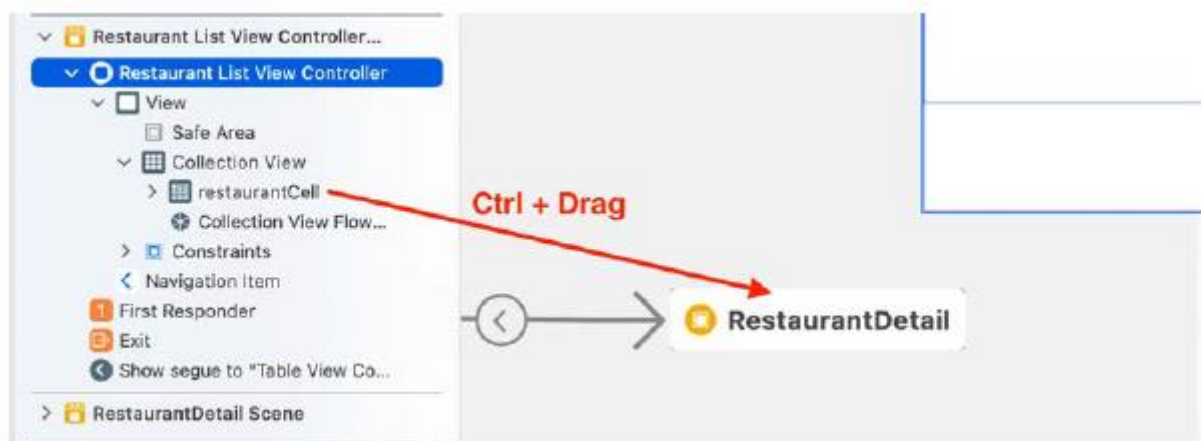 Restaurant List View Controller...
Restaurant List View Controller
View
Safe Area
Collection View
restaurantCell
Collection View Flow...
Constraints
Navigation Item
First Responder
Exit
Show segue to "Table View Co...
RestaurantDetail Scene
Ctrl + Drag
RestaurantDetail